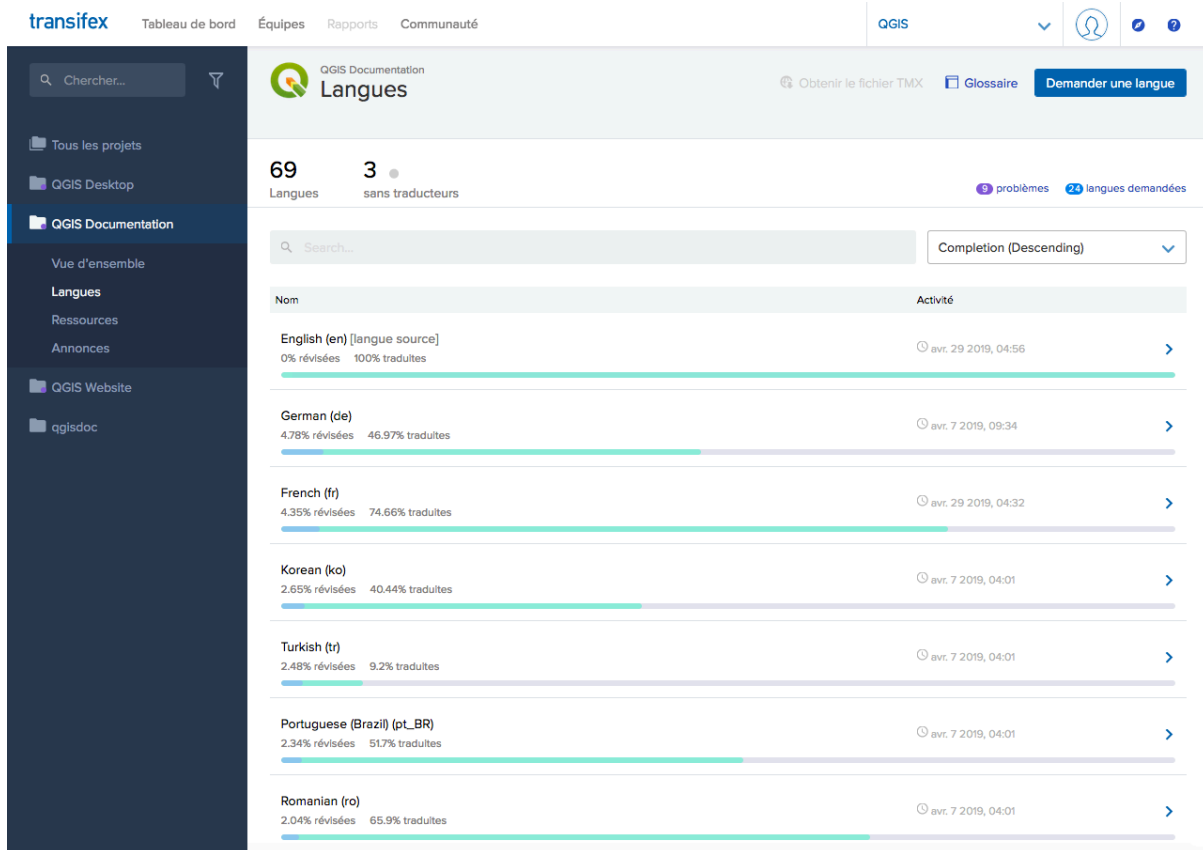 transifex Tableau de bord Équipes Rapports Communauté QGIS
Chercher...
Tous les projets
QGIS Desktop
QGIS Documentation
Vue d'ensemble
Langues
Ressources
Annonces
QGIS Website
qgisdoc
QGIS Documentation
Langues
Obtenir le fichier TMX Glossaire Demander une langue
69 3
Langues sans traducteurs
9 problèmes 24 langues demandées
Search... Completion (Descending)
Nom Activité
English (en) [langue source]
0% révisées 100% traduites
avr. 29 2019, 04:56
German (de)
4.78% révisées 46.97% traduites
avr. 7 2019, 09:34
French (fr)
4.35% révisées 74.66% traduites
avr. 29 2019, 04:32
Korean (ko)
2.65% révisées 40.44% traduites
avr. 7 2019, 04:01
Turkish (tr)
2.48% révisées 9.2% traduites
avr. 7 2019, 04:01
Portuguese (Brazil) (pt_BR)
2.34% révisées 51.7% traduites
avr. 7 2019, 04:01
Romanian (ro)
2.04% révisées 65.9% traduites
avr. 7 2019, 04:01